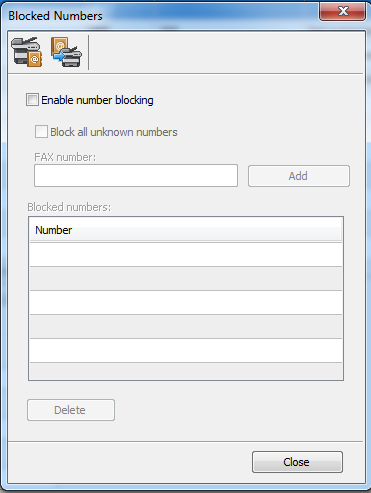 Blocked Numbers
Enable number blocking
Block all unknown numbers
FAX number:
Add
Blocked numbers:
Number
Delete
Close